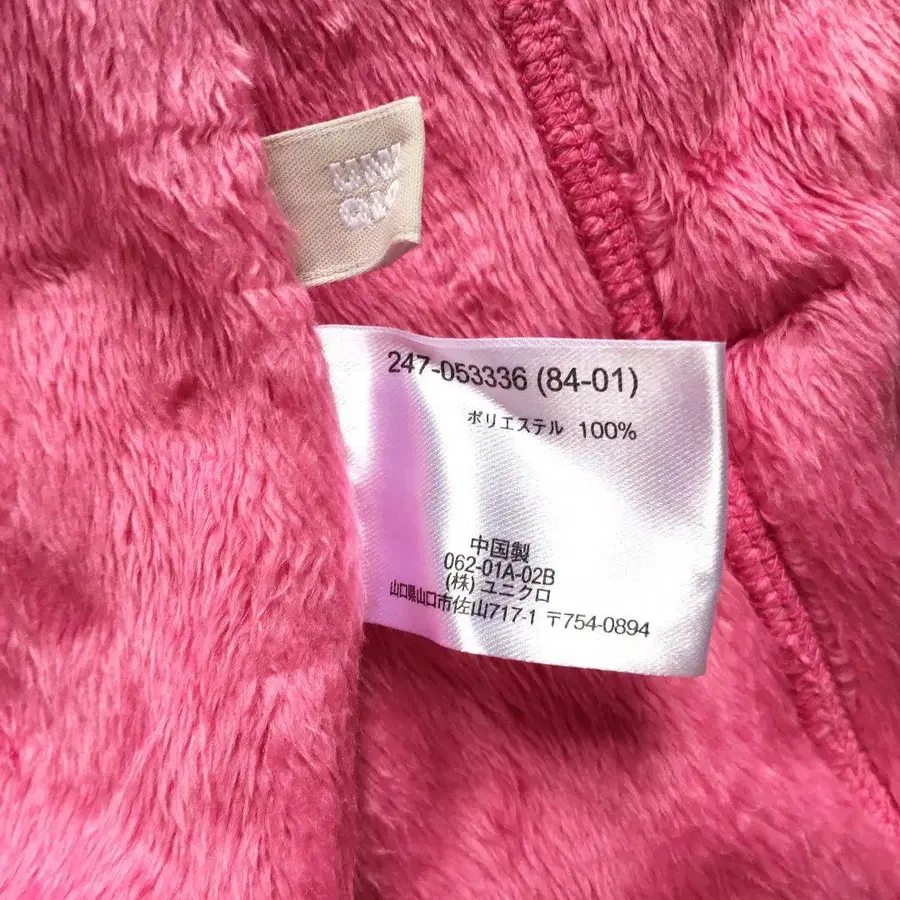 247-053336 (84-01)
ポリエステル 100%
中国製
062-01A-02B
(株) ユニクロ
山口県山口市佐山717-1 〒754-0894